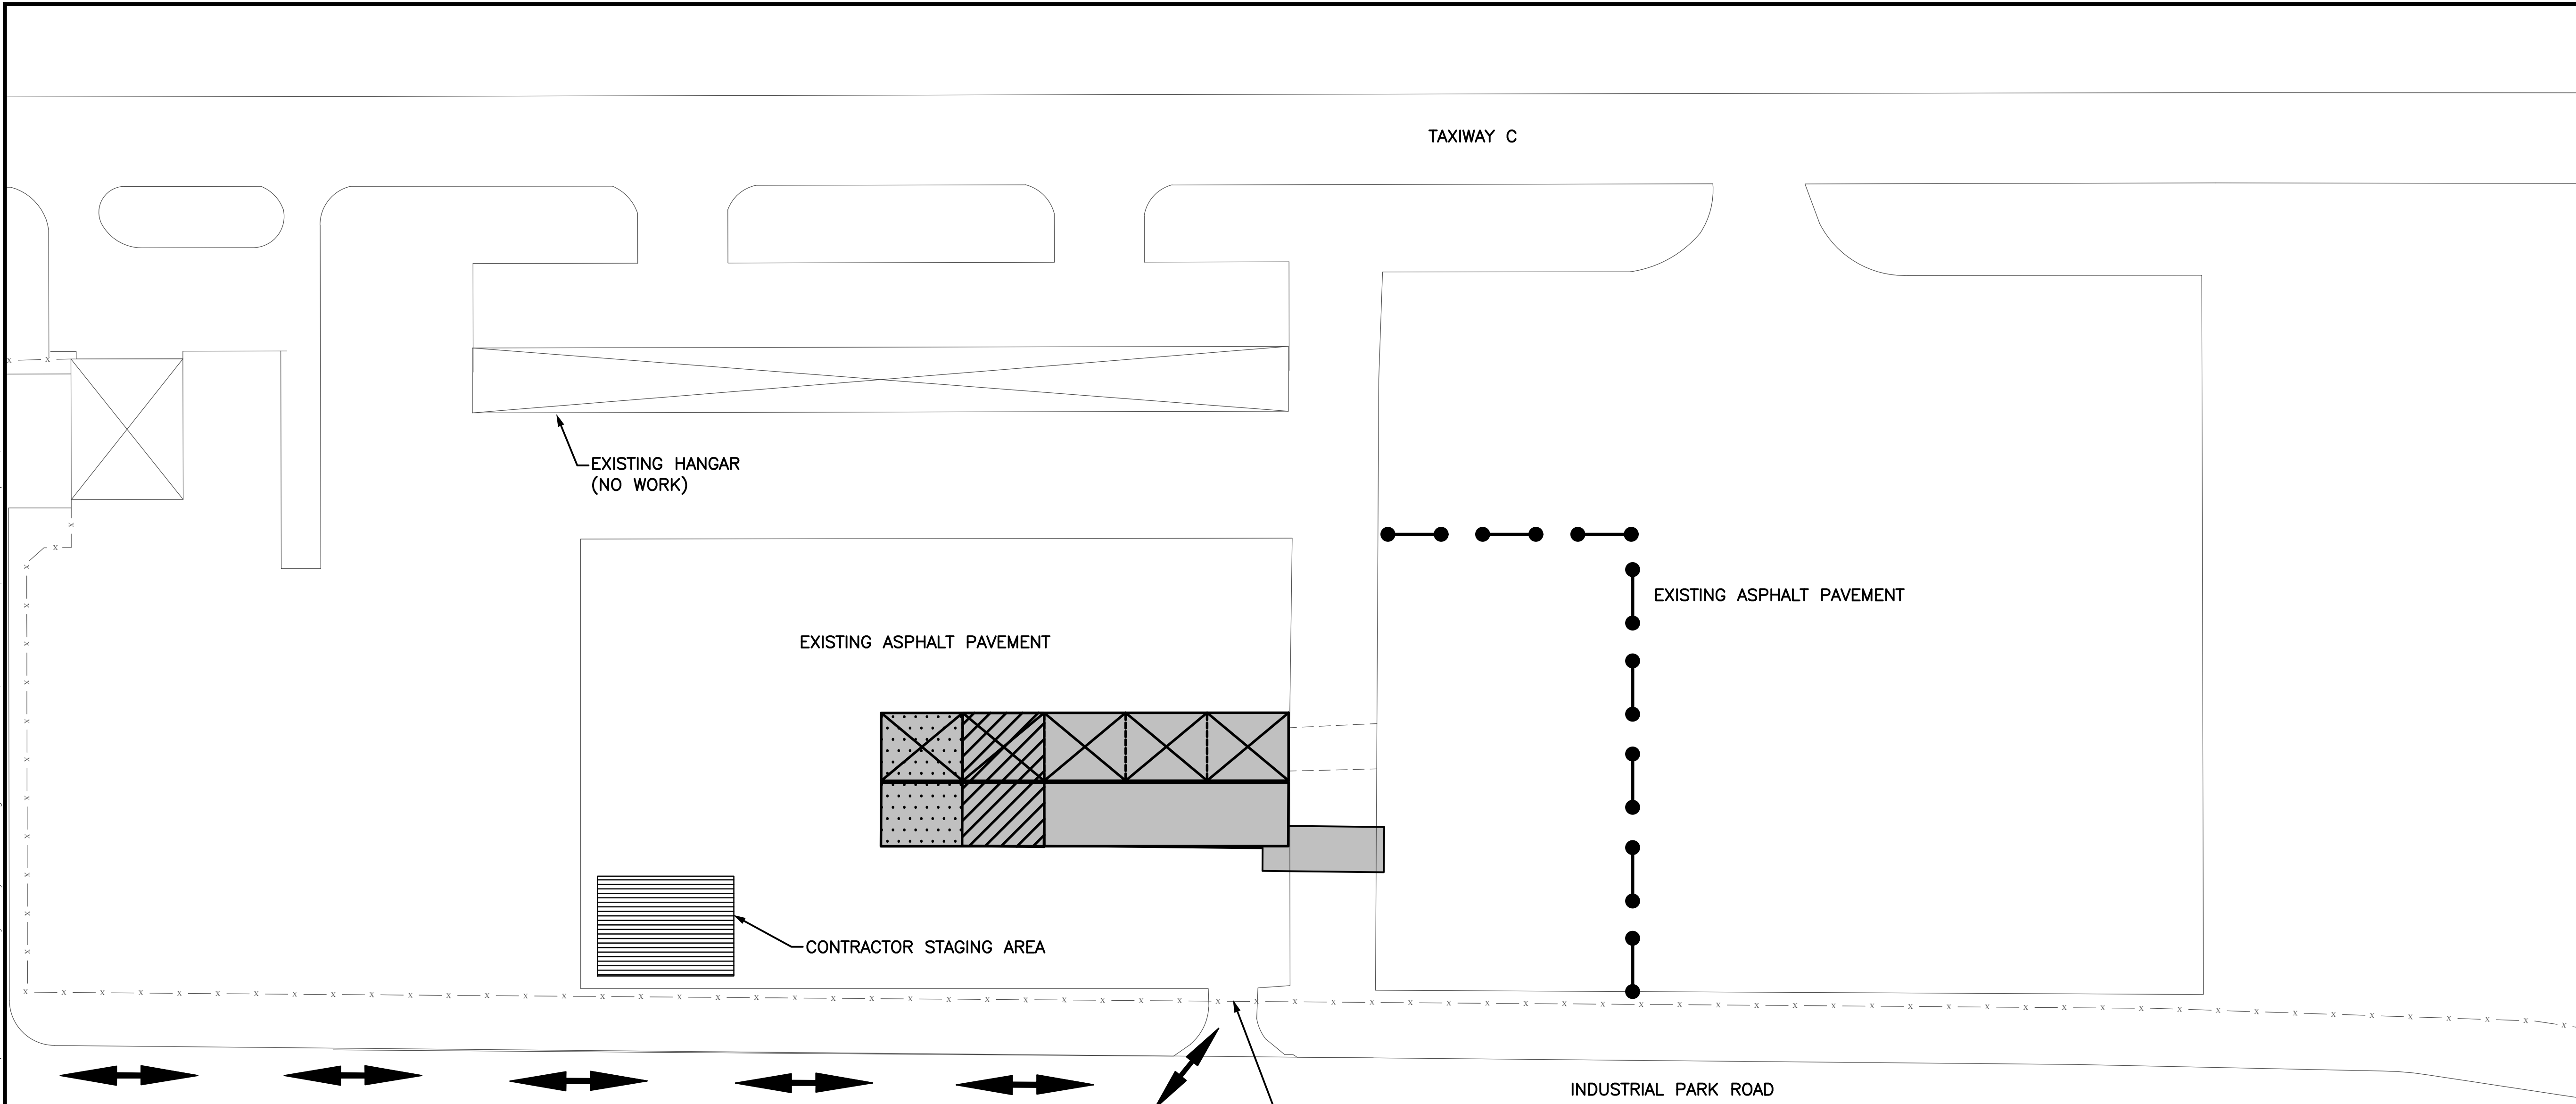 TAXIWAY C
EXISTING HANGAR
(NO WORK)
EXISTING ASPHALT PAVEMENT
EXISTING ASPHALT PAVEMENT
CONTRACTOR STAGING AREA
INDUSTRIAL PARK ROAD